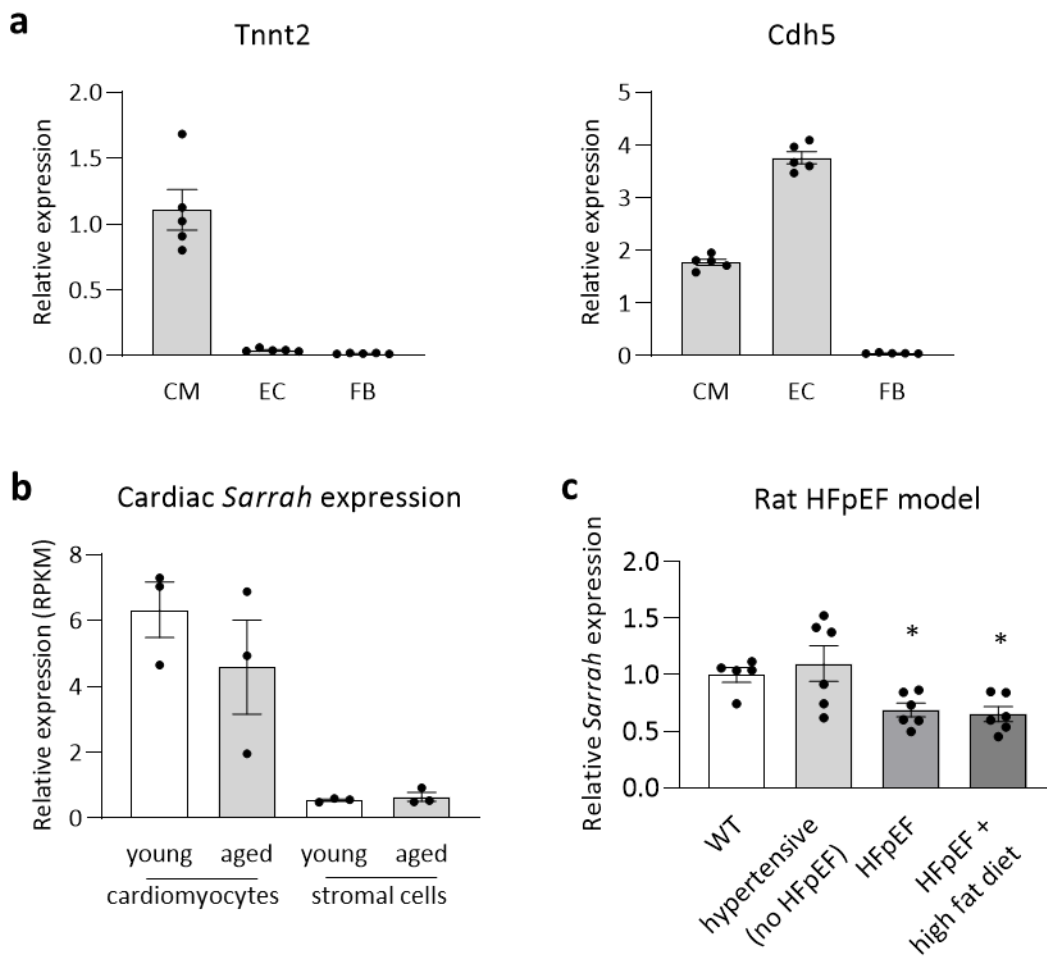 a
Tnnt2
Relative expression
2.0
1.5
1.0
0.5
0.0
CM EC FB
Cdh5
Relative expression
5
4
3
2
1
0
CM EC FB
b
Cardiac Sarrah expression
Relative expression (RPKM)
8
6
4
2
0
young aged young aged
cardiomyocytes stromal cells
c
Rat HFpEF model
Relative Sarrah expression
2.0
1.5
1.0
0.5
0.0
* *
WT
hypertensive
(no HFpEF)
HFpEF
HFpEF +
high fat diet